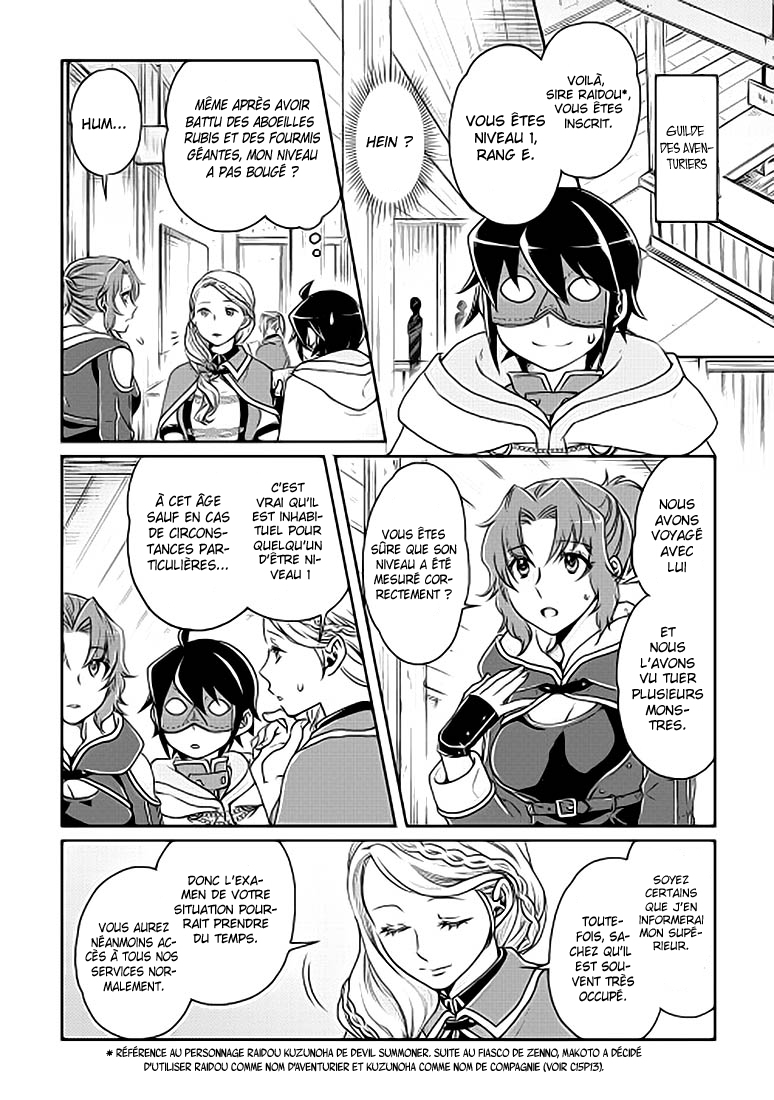 GUILDE
DES AVEN-
TURIERS
VOILÀ,
SIRE RAIDOU*,
VOUS ÊTES
INSCRIT.
VOUS ÊTES
NIVEAU 1,
RANG E.
HEIN ?
MÊME APRÈS AVOIR
BATTU DES ABOEILLES
RUBIS ET DES FOURMIS
GÉANTES, MON NIVEAU
A PAS BOUGÉ ?
HUM...
NOUS
AVONS
VOYAGÉ
AVEC
LUI
ET
NOUS
L'AVONS
VU TUER
PLUSIEURS
MONS-
TRES.
VOUS ÊTES
SÛRE QUE SON
NIVEAU A ÉTÉ
MESURÉ COR-
RECTEMENT ?
C'EST
VRAI QU'IL
EST INHABI-
TUEL POUR
QUELQU'UN
D'ÊTRE NI-
VEAU 1
À CET ÂGE
SAUF EN CAS
DE CIRCONS-
TANCES PAR-
TICULIÈRES...
SOYEZ
CERTAINS
QUE J'EN
INFORMERAI
MON SUPÉ-
RIEUR.
TOUTE-
FOIS, SA-
CHEZ QU'IL
EST SOU-
VENT TRÈS
OCCUPÉ.
DONC L'EXA-
MEN DE VOTRE
SITUATION POUR-
RAIT PRENDRE
DU TEMPS.
VOUS AUREZ
NÉANMOINS AC-
CÈS À TOUS NOS
SERVICES NOR-
MALEMENT.
* RÉFÉRENCE AU PERSONNAGE RAIDOU KUZUNOHA DE DEVIL SUMMONER. SUITE AU FIASCO DE ZENNO, MAKOTO A DÉCIDÉ
D'UTILISER RAIDOU COMME NOM D'AVENTURIER ET KUZUNOHA COMME NOM DE COMPAGNIE (VOIR C15P13).